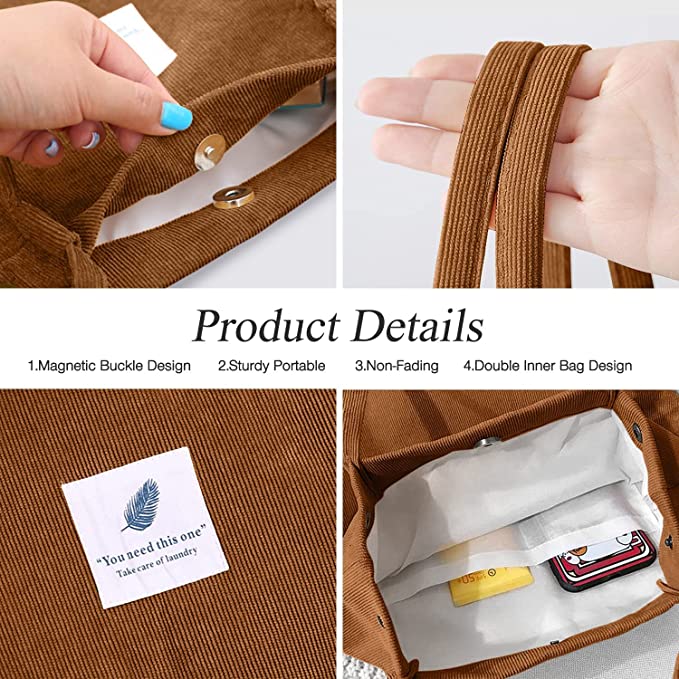 Product Details
1.Magnetic Buckle Design 2.Sturdy Portable 3.Non-Fading 4.Double Inner Bag Design
“You need this one”
Take care of laundry